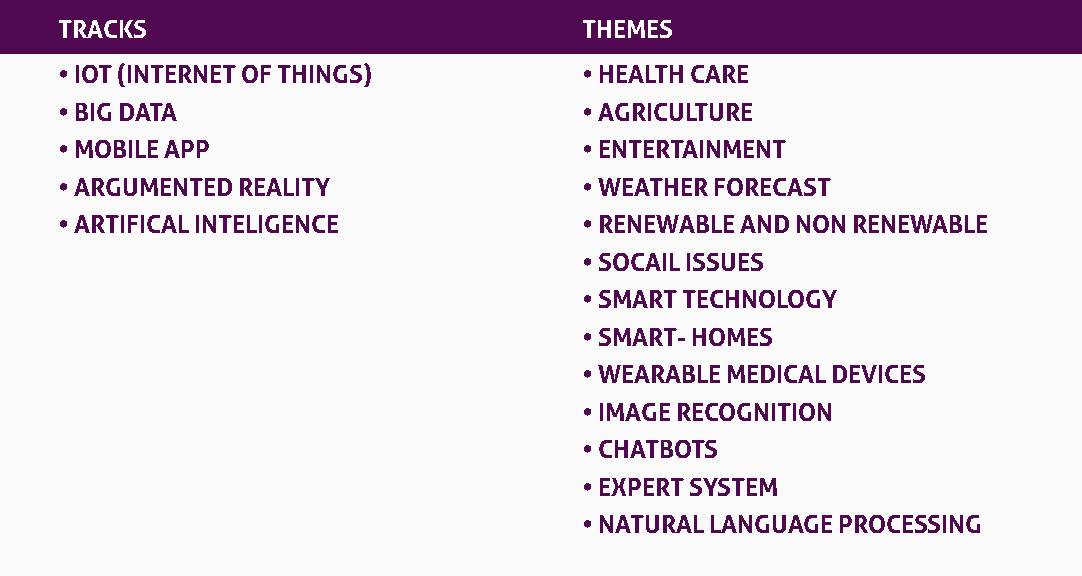 TRACKS
• IOT (INTERNET OF THINGS)
• BIG DATA
• MOBILE APP
• ARGUMENTED REALITY
• ARTIFICAL INTELIGENCE
THEMES
• HEALTH CARE
• AGRICULTURE
• ENTERTAINMENT
• WEATHER FORECAST
• RENEWABLE AND NON RENEWABLE
• SOCAIL ISSUES
• SMART TECHNOLOGY
• SMART- HOMES
• WEARABLE MEDICAL DEVICES
• IMAGE RECOGNITION
• CHATBOTS
• EXPERT SYSTEM
• NATURAL LANGUAGE PROCESSING